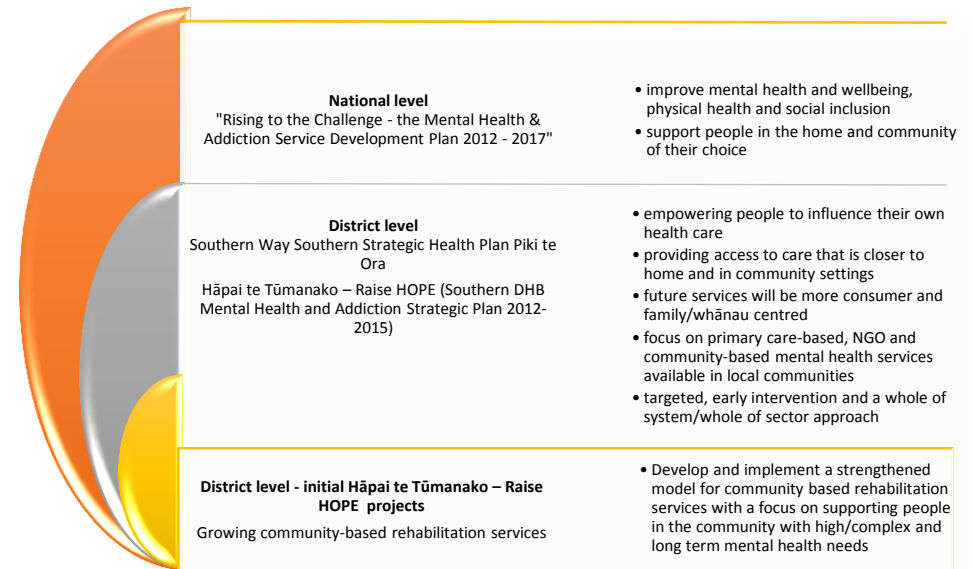 National level
"Rising to the Challenge - the Mental Health &
Addiction Service Development Plan 2012 - 2017"
• improve mental health and wellbeing,
physical health and social inclusion
• support people in the home and community
of their choice
District level
Southern Way Southern Strategic Health Plan Piki te
Ora
Hāpai te Tūmanako – Raise HOPE (Southern DHB
Mental Health and Addiction Strategic Plan 2012-
2015)
• empowering people to influence their own
health care
• providing access to care that is closer to
home and in community settings
• future services will be more consumer and
family/whānau centred
• focus on primary care-based, NGO and
community-based mental health services
available in local communities
• targeted, early intervention and a whole of
system/whole of sector approach
District level - initial Hāpai te Tūmanako – Raise
HOPE projects
Growing community-based rehabilitation services
• Develop and implement a strengthened
model for community based rehabilitation
services with a focus on supporting people
in the community with high/complex and
long term mental health needs